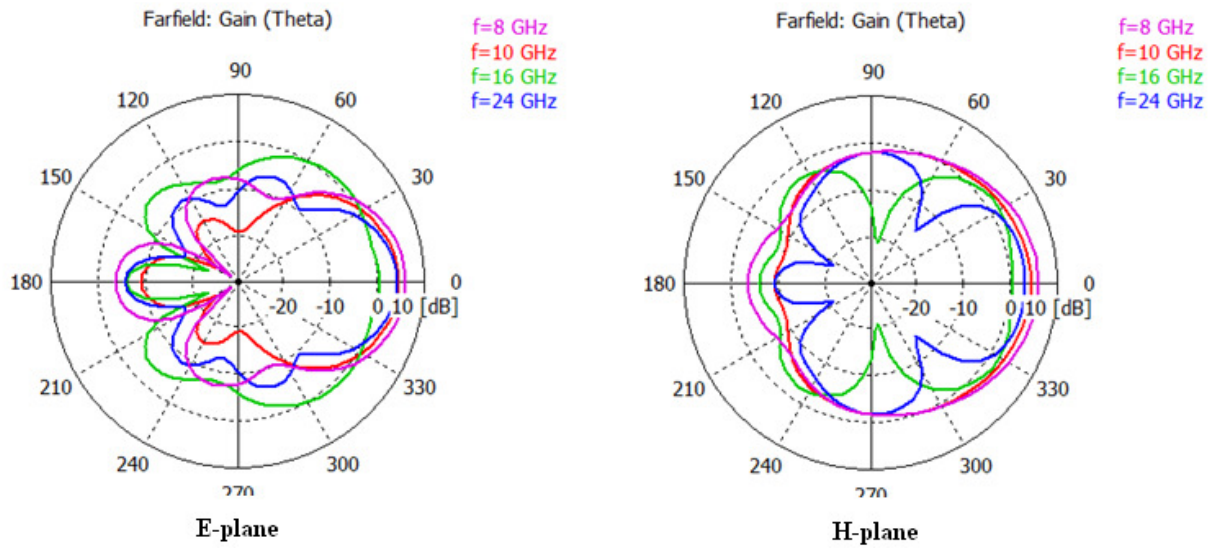 Farfield: Gain (Theta)
f=8 GHz
f=10 GHz
f=16 GHz
f=24 GHz
90
120
60
150
30
180
0
-20 -10 0 10 [dB]
210
330
240
300
270
E-plane
Farfield: Gain (Theta)
f=8 GHz
f=10 GHz
f=16 GHz
f=24 GHz
90
120
60
150
30
180
0
-20 -10 0 10 [dB]
210
330
240
300
270
H-plane